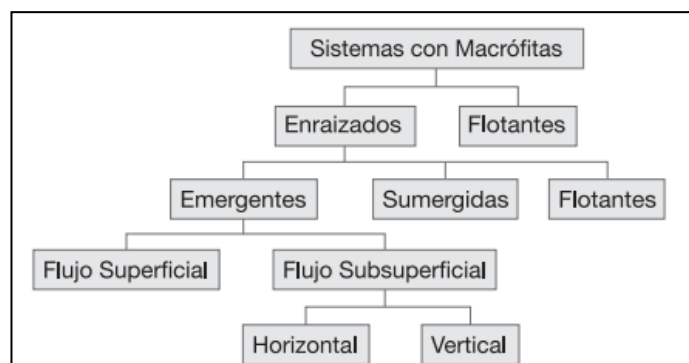 Sistemas con Macrófitas
Enraizados
Flotantes
Emergentes
Sumergidas
Flotantes
Flujo Superficial
Flujo Subsuperficial
Horizontal
Vertical